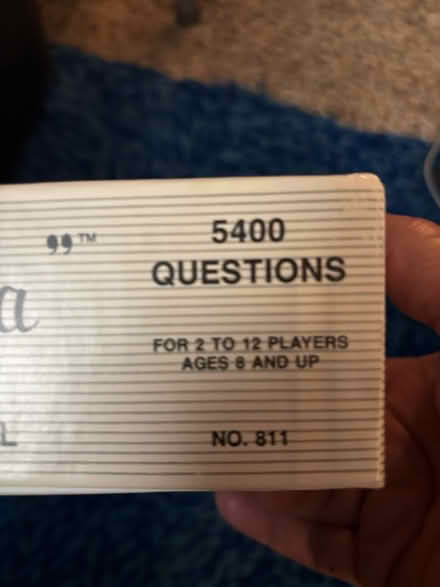 ”™
5400
QUESTIONS
a
FOR 2 TO 12 PLAYERS
AGES 8 AND UP
L
NO. 811